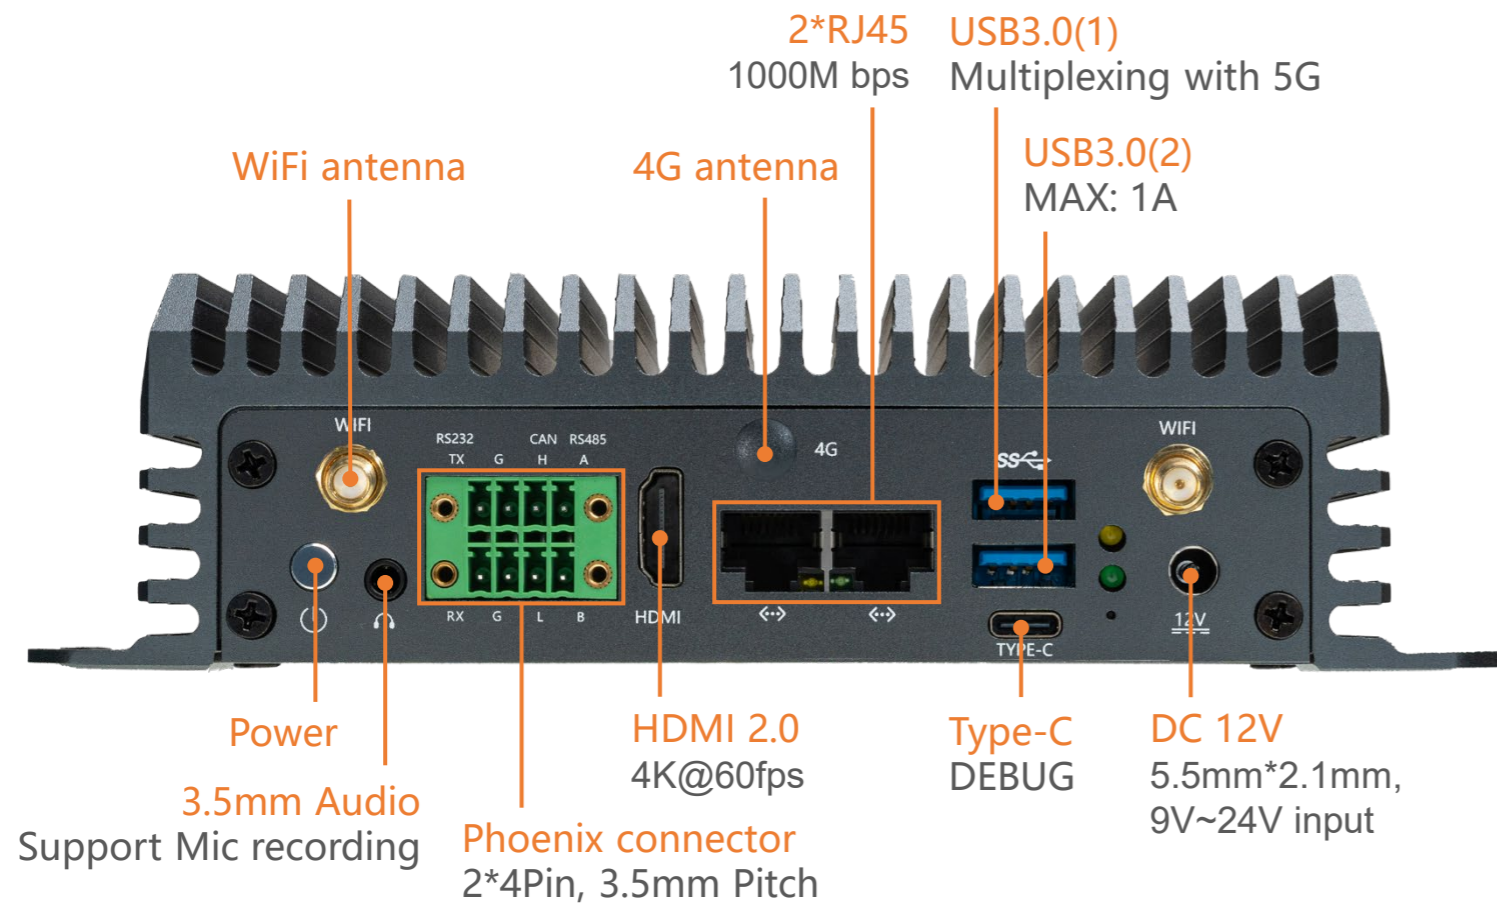 2*RJ45
1000M bps
USB3.0(1)
Multiplexing with 5G
WiFi antenna
4G antenna
USB3.0(2)
MAX: 1A
WIFI
RS232
CAN
RS485
TX
G
H
A
4G
SS
WIFI
RX
G
L
B
HDMI
TYPE-C
12V
Power
3.5mm Audio
Support Mic recording
Phoenix connector
2*4Pin, 3.5mm Pitch
HDMI 2.0
4K@60fps
Type-C
DEBUG
DC 12V
5.5mm*2.1mm,
9V~24V input